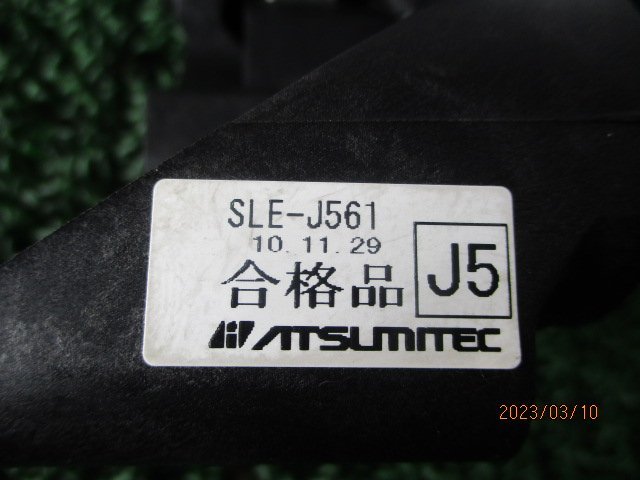 SLE-J561
10.11.29
合格品
J5
ATSUMITEC
2023/03/10